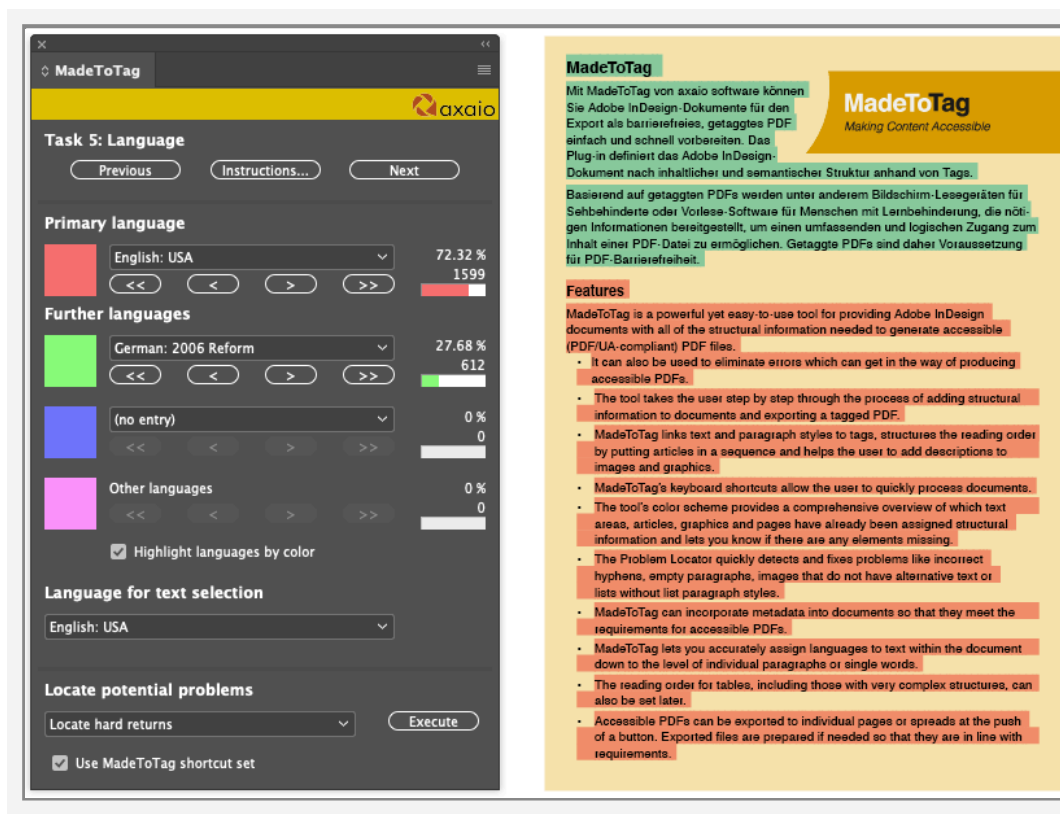 MadeToTag
axaio
Task 5: Language
Previous
Instructions...
Next
Primary language
English: USA
72.32 %
1599
<<
<
>
>>
Further languages
German: 2006 Reform
27.68 %
612
<<
<
>
>>
(no entry)
0 %
0
<<
<
>
>>
Other languages
0 %
0
<<
<
>
>>
Highlight languages by color
Language for text selection
English: USA
Locate potential problems
Locate hard returns
Execute
Use MadeToTag shortcut set
MadeToTag
Mit MadeToTag von axaio software können
Sie Adobe InDesign-Dokumente für den
Export als barrierefreies, getaggtes PDF
einfach und schnell vorbereiten. Das
Plug-in definiert das Adobe InDesign-
Dokument nach inhaltlicher und semantischer Struktur anhand von Tags.
MadeToTag
Making Content Accessible
Basierend auf getaggten PDFs werden unter anderem Bildschirm-Lesegeräten für
Sehbehinderte oder Vorlese-Software für Menschen mit Lernbehinderung, die nöti-
gen Informationen bereitgestellt, um einen umfassenden und logischen Zugang zum
Inhalt einer PDF-Datei zu ermöglichen. Getaggte PDFs sind daher Voraussetzung
für PDF-Barrierefreiheit.
Features
MadeToTag is a powerful yet easy-to-use tool for providing Adobe InDesign
documents with all of the structural information needed to generate accessible
(PDF/UA-compliant) PDF files.
• It can also be used to eliminate errors which can get in the way of producing
accessible PDFs.
• The tool takes the user step by step through the process of adding structural
information to documents and exporting a tagged PDF.
• MadeToTag links text and paragraph styles to tags, structures the reading order
by putting articles in a sequence and helps the user to add descriptions to
images and graphics.
• MadeToTag's keyboard shortcuts allow the user to quickly process documents.
• The tool's color scheme provides a comprehensive overview of which text
areas, articles, graphics and pages have already been assigned structural
information and lets you know if there are any elements missing.
• The Problem Locator quickly detects and fixes problems like incorrect
hyphens, empty paragraphs, images that do not have alternative text or
lists without list paragraph styles.
• MadeToTag can incorporate metadata into documents so that they meet the
requirements for accessible PDFs.
• MadeToTag lets you accurately assign languages to text within the document
down to the level of individual paragraphs or single words.
• The reading order for tables, including those with very complex structures, can
also be set later.
• Accessible PDFs can be exported to individual pages or spreads at the push
of a button. Exported files are prepared if needed so that they are in line with
requirements.